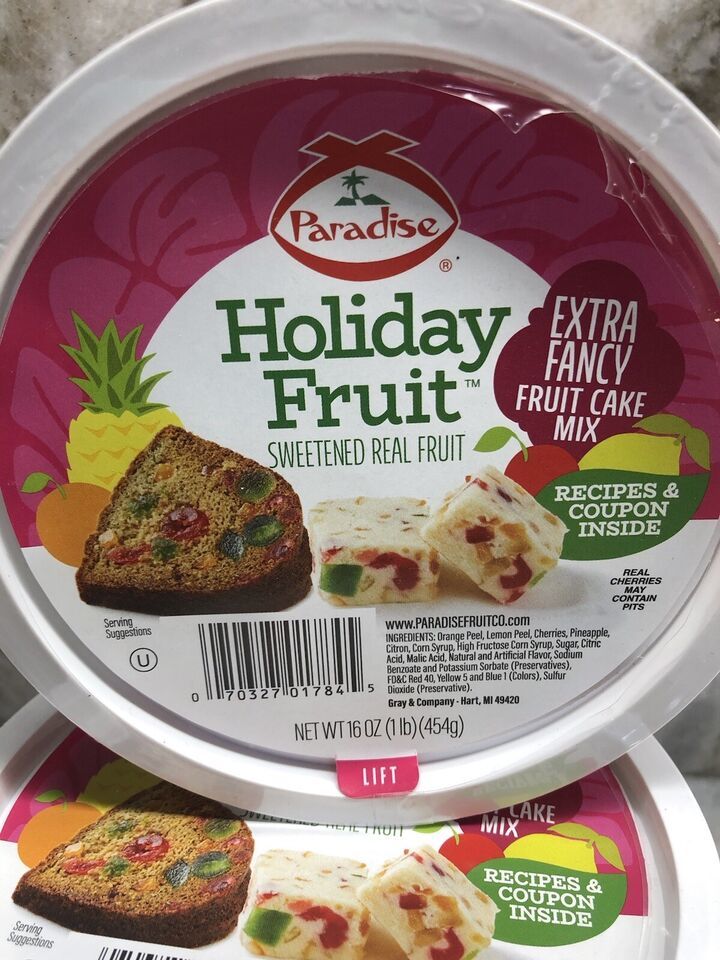 Paradise
®
Holiday
Fruit™
SWEETENED REAL FRUIT
EXTRA
FANCY
FRUIT CAKE
MIX
RECIPES &
COUPON
INSIDE
REAL
CHERRIES
MAY
CONTAIN
PITS
Serving
Suggestions
U
0 70327 01784 5
www.PARADISEFRUITCO.com
INGREDIENTS: Orange Peel, Lemon Peel, Cherries, Pineapple,
Citron, Corn Syrup, High Fructose Corn Syrup, Sugar, Citric
Acid, Malic Acid, Natural and Artificial Flavor, Sodium
Benzoate and Potassium Sorbate (Preservatives),
FD&C Red 40, Yellow 5 and Blue 1 (Colors), Sulfur
Dioxide (Preservative).
Gray & Company - Hart, MI 49420
NET WT 16 OZ (1 lb) (454g)
LIFT
CAKE
MIX
RECIPES &
COUPON
INSIDE
Serving
Suggestions